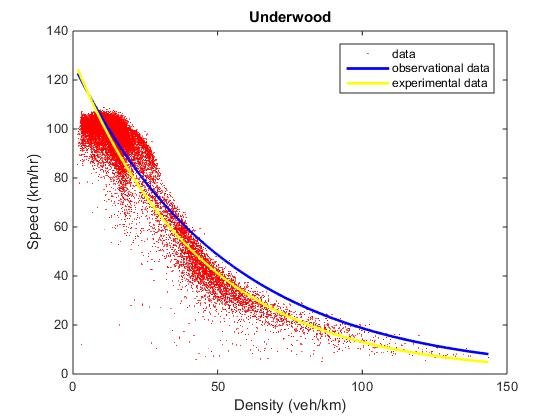 Underwood
140
120
100
80
60
40
20
0
Speed (km/hr)
data
observational data
experimental data
0
50
100
150
Density (veh/km)